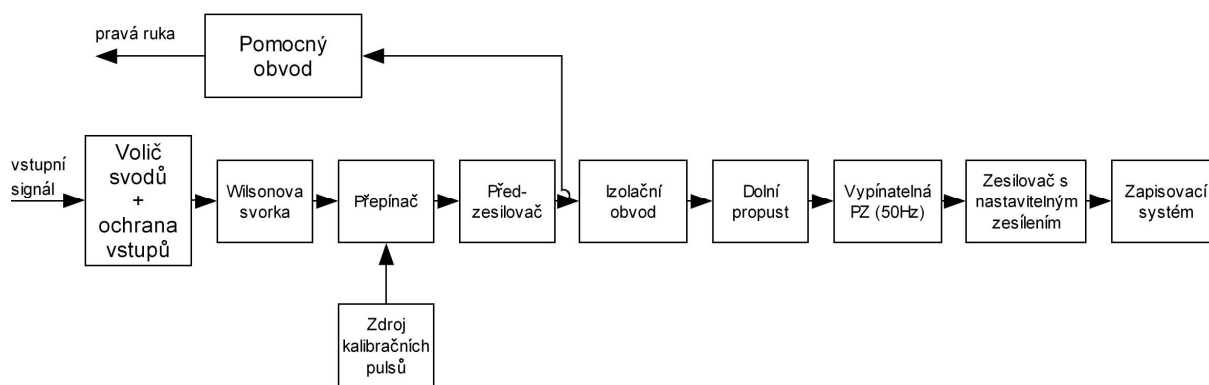 pravá ruka
Pomocný
obvod
vstupní
signál
Volič
svodů
+
ochrana
vstupů
Wilsonova
svorka
Přepínač
Před-
zesilovač
Izolační
obvod
Dolní
propust
Vypínatelná
PZ (50Hz)
Zesilovač s
nastavitelným
zesílením
Zapisovací
systém
Zdroj
kalibračních
pulsů